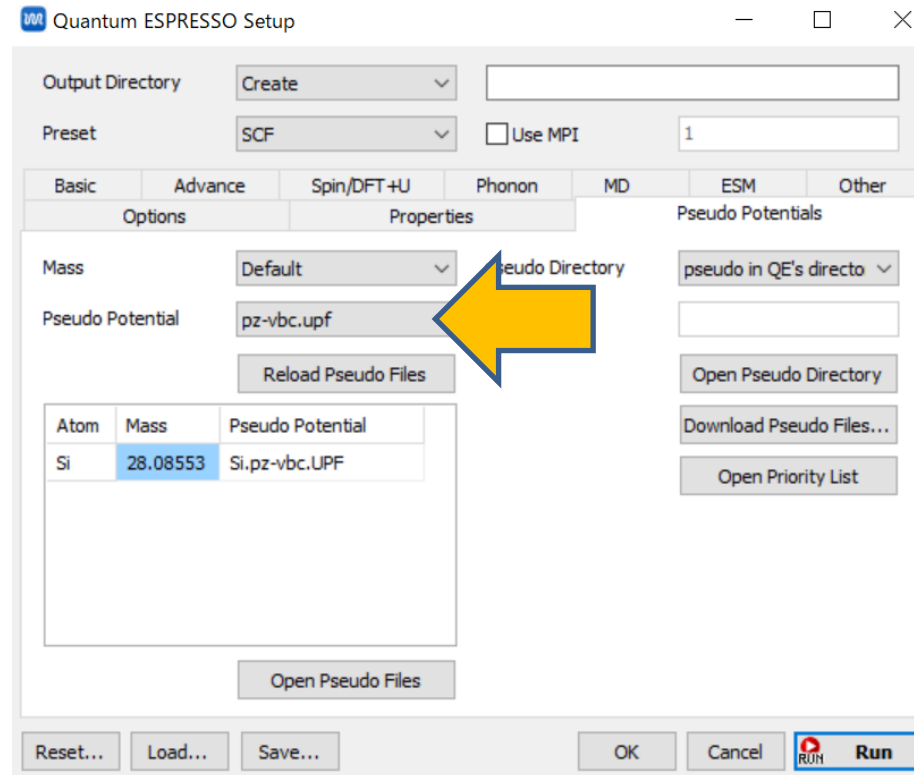 Quantum ESPRESSO Setup
Output Directory Create
Preset SCF Use MPI 1
Basic Advance Spin/DFT+U Phonon MD ESM Other
Options Properties Pseudo Potentials
Mass Default Directory pseudo in QE's directo
Pseudo Potential pz-vbc.upf
Reload Pseudo Files Open Pseudo Directory
Atom Mass Pseudo Potential Download Pseudo Files...
Si 28.08553 Si.pz-vbc.UPF Open Priority List
Open Pseudo Files
Reset... Load... Save... OK Cancel RUN Run